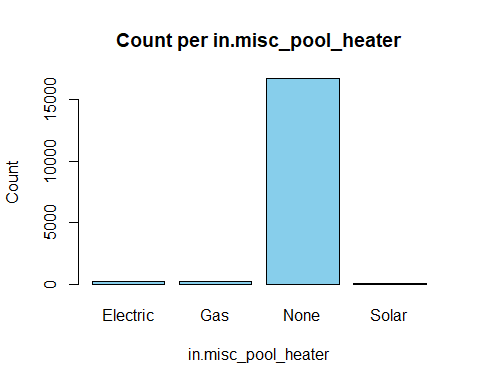 Count per in.misc_pool_heater
15000
10000
5000
0
Count
Electric
Gas
None
Solar
in.misc_pool_heater